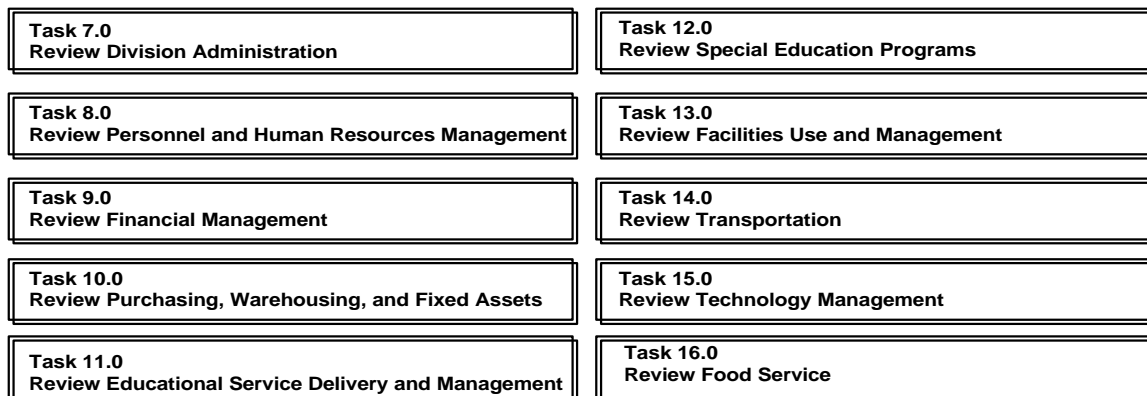 Task 7.0
Review Division Administration
Task 8.0
Review Personnel and Human Resources Management
Task 9.0
Review Financial Management
Task 10.0
Review Purchasing, Warehousing, and Fixed Assets
Task 11.0
Review Educational Service Delivery and Management
Task 12.0
Review Special Education Programs
Task 13.0
Review Facilities Use and Management
Task 14.0
Review Transportation
Task 15.0
Review Technology Management
Task 16.0
Review Food Service